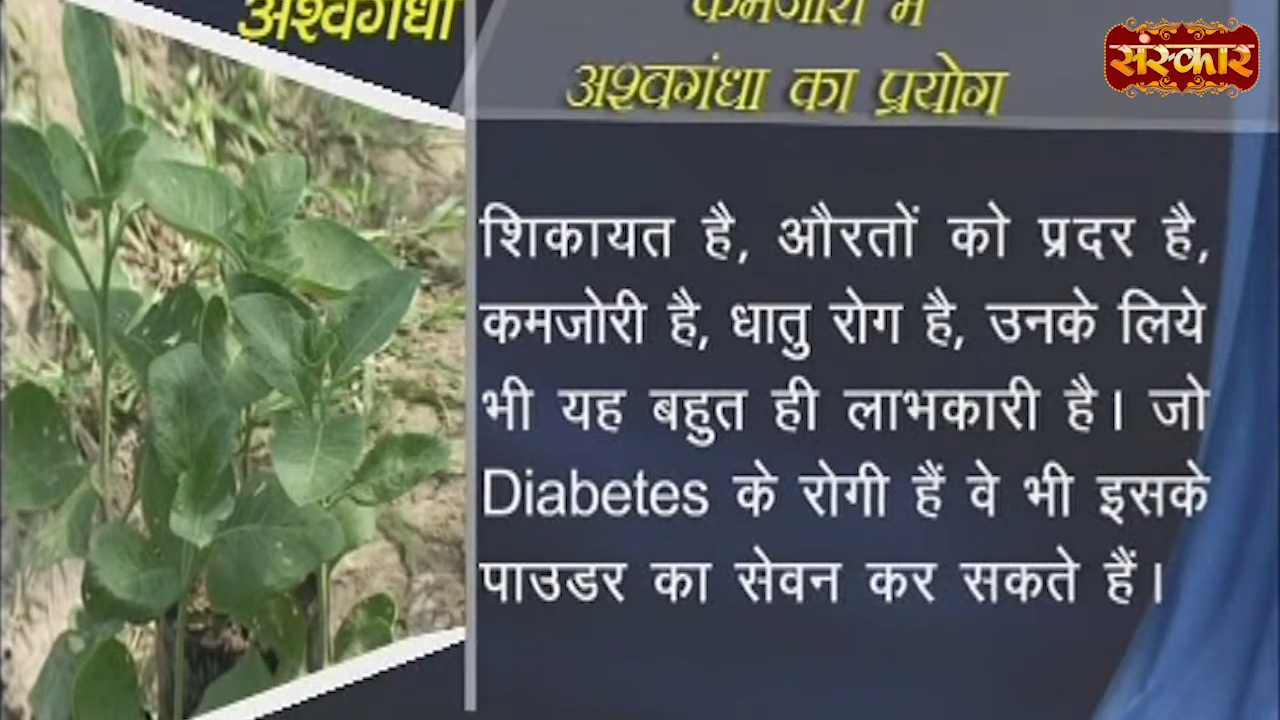 अश्वगंधा
कमजोरी में
अश्वगंधा का प्रयोग
संस्कार
शिकायत है, औरतों को प्रदर है,
कमजोरी है, धातु रोग है, उनके लिये
भी यह बहुत ही लाभकारी है। जो
Diabetes के रोगी हैं वे भी इसके
पाउडर का सेवन कर सकते हैं।